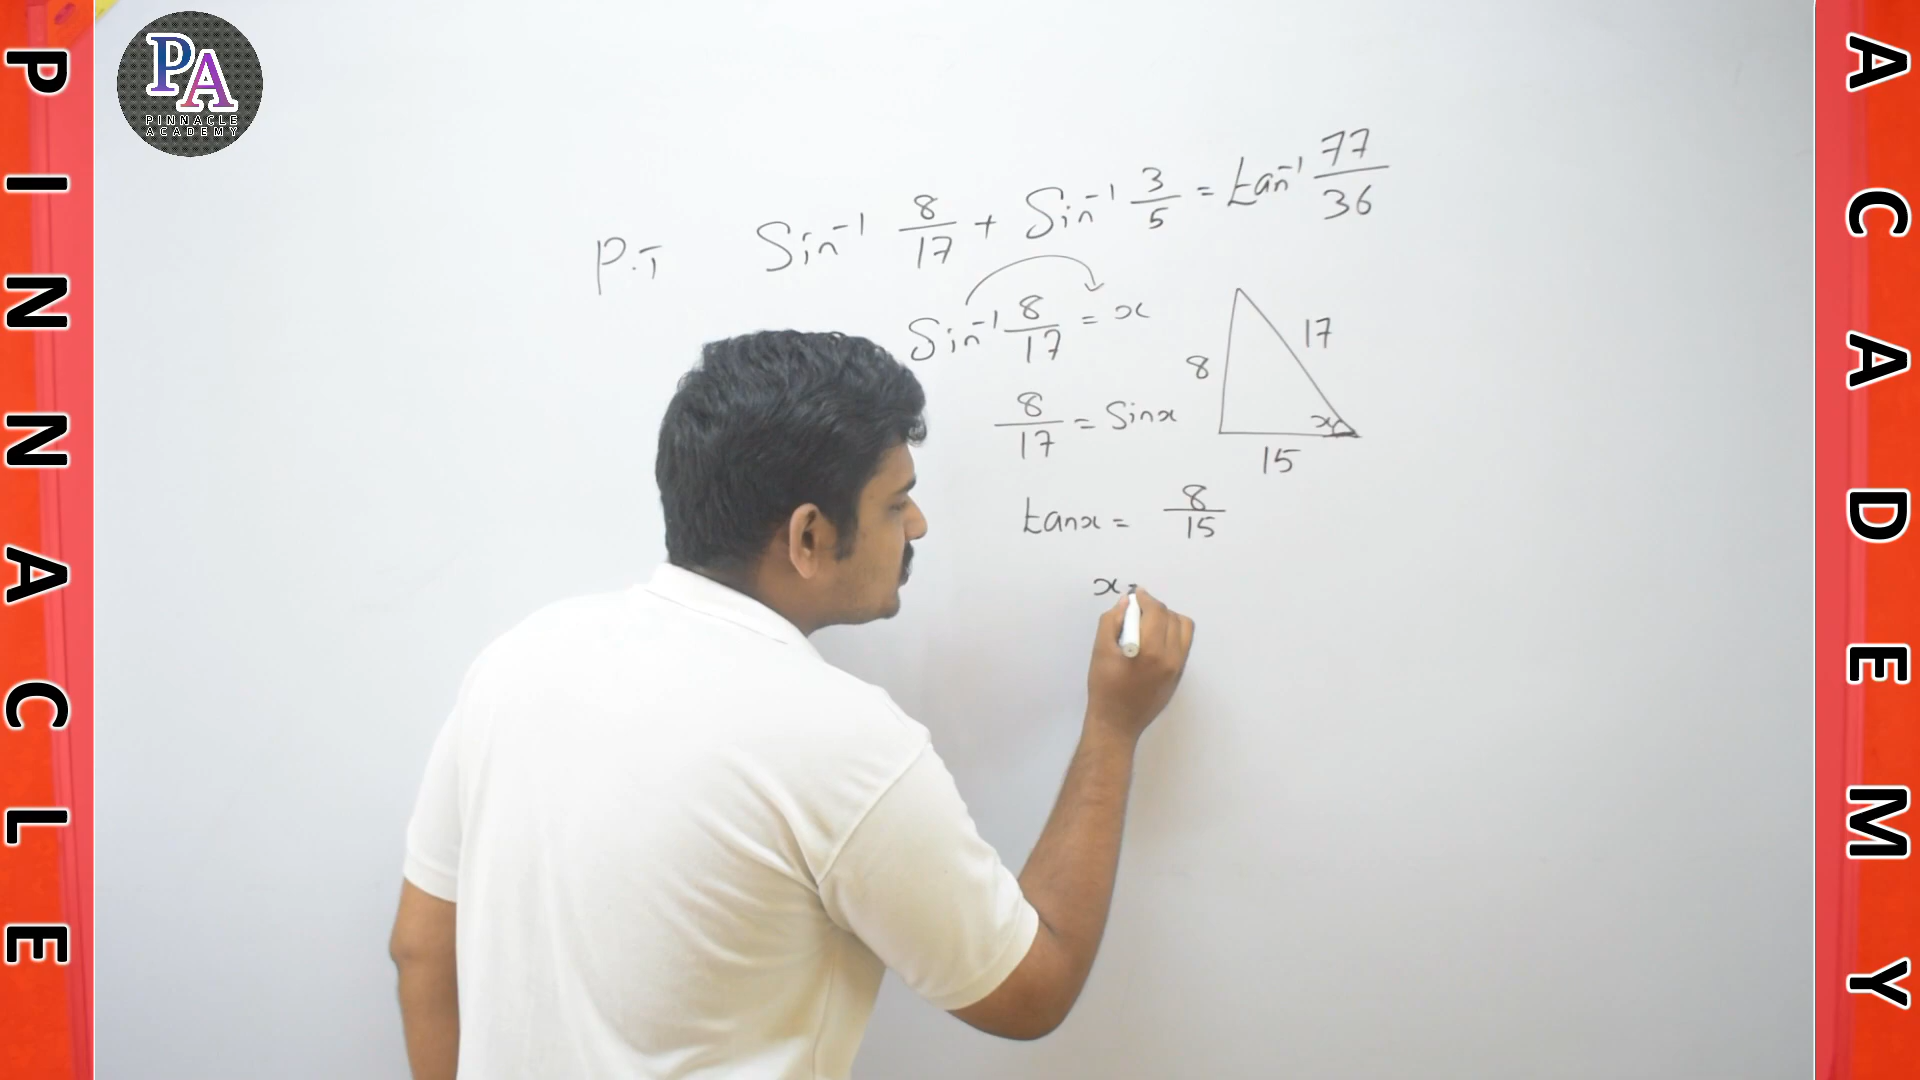 PINNACLE
PA
PINNACLE
ACADEMY
P.T Sin⁻¹ 8/17 + Sin⁻¹ 3/5 = tan⁻¹ 77/36
Sin⁻¹ 8/17 = x
8/17 = Sinx
8
17
x
15
tanx = 8/15
x =
ACADEMY